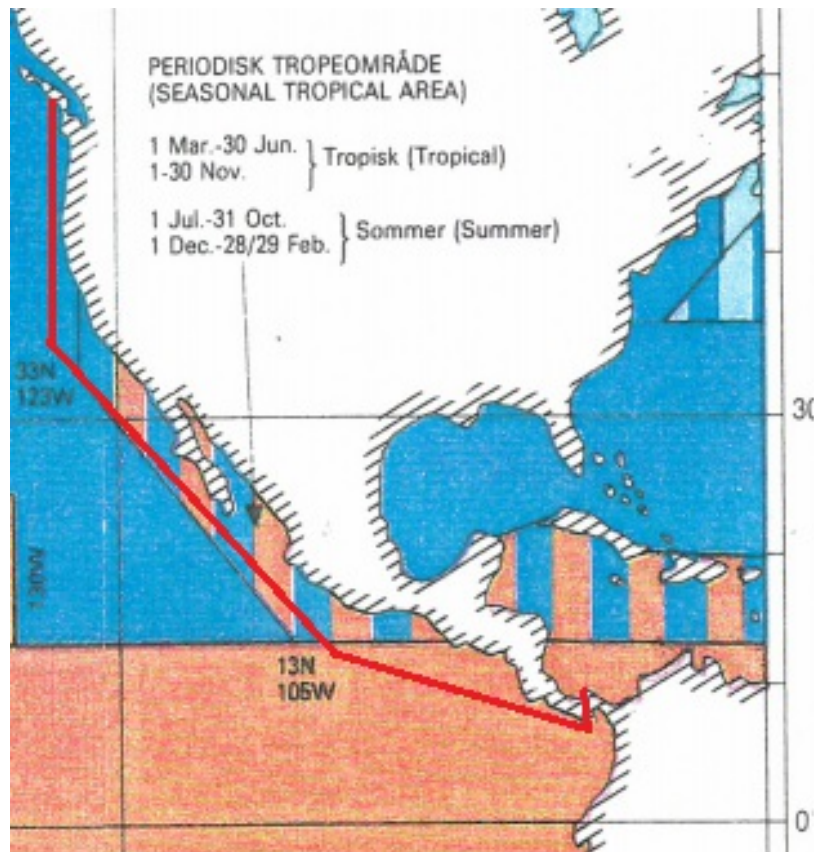 PERIODISK TROPEOMRÅDE
(SEASONAL TROPICAL AREA)
1 Mar.-30 Jun.
1-30 Nov.
Tropisk (Tropical)
1 Jul.-31 Oct.
1 Dec.-28/29 Feb.
Sommer (Summer)
33N
123W
30
130W
13N
105W
0°